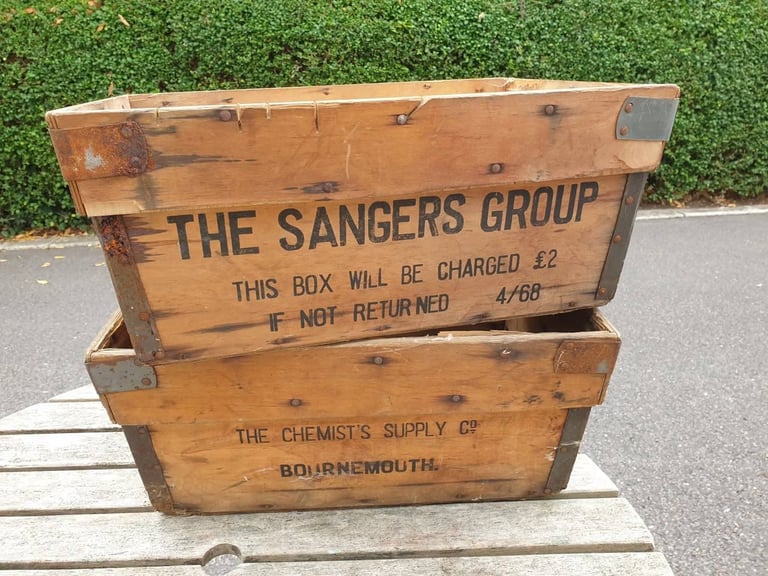 THE SANGERS GROUP
THIS BOX WILL BE CHARGED £2
IF NOT RETURNED 4/68
THE CHEMIST'S SUPPLY Cº
BOURNEMOUTH.